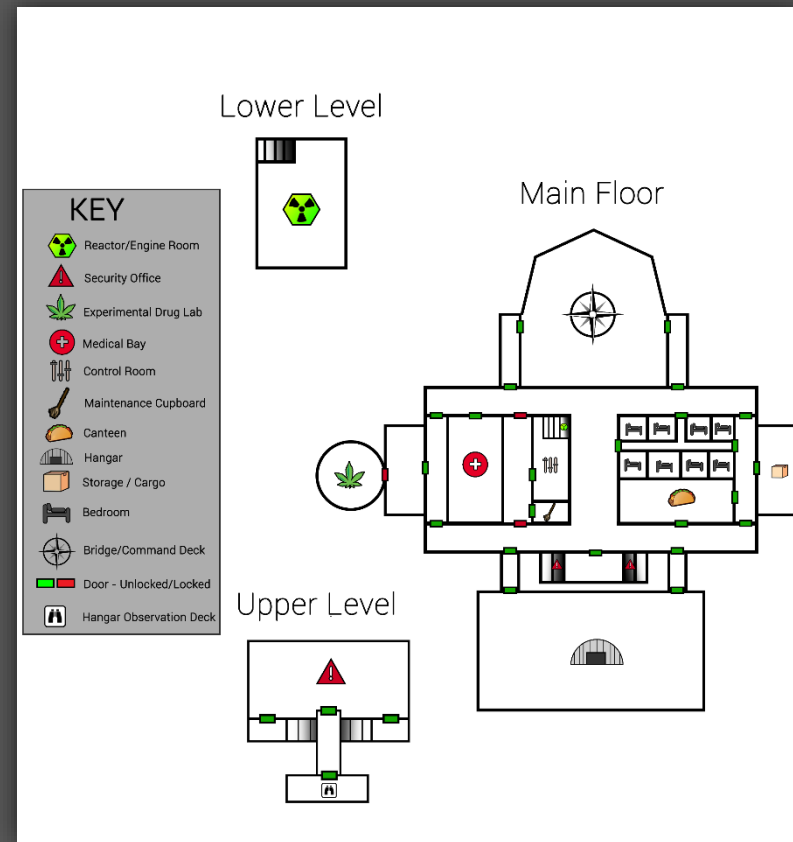 Lower Level
Main Floor
KEY
Reactor/Engine Room
Security Office
Experimental Drug Lab
Medical Bay
Control Room
Maintenance Cupboard
Canteen
Hangar
Storage / Cargo
Bedroom
Bridge/Command Deck
Door - Unlocked/Locked
Hangar Observation Deck
Upper Level